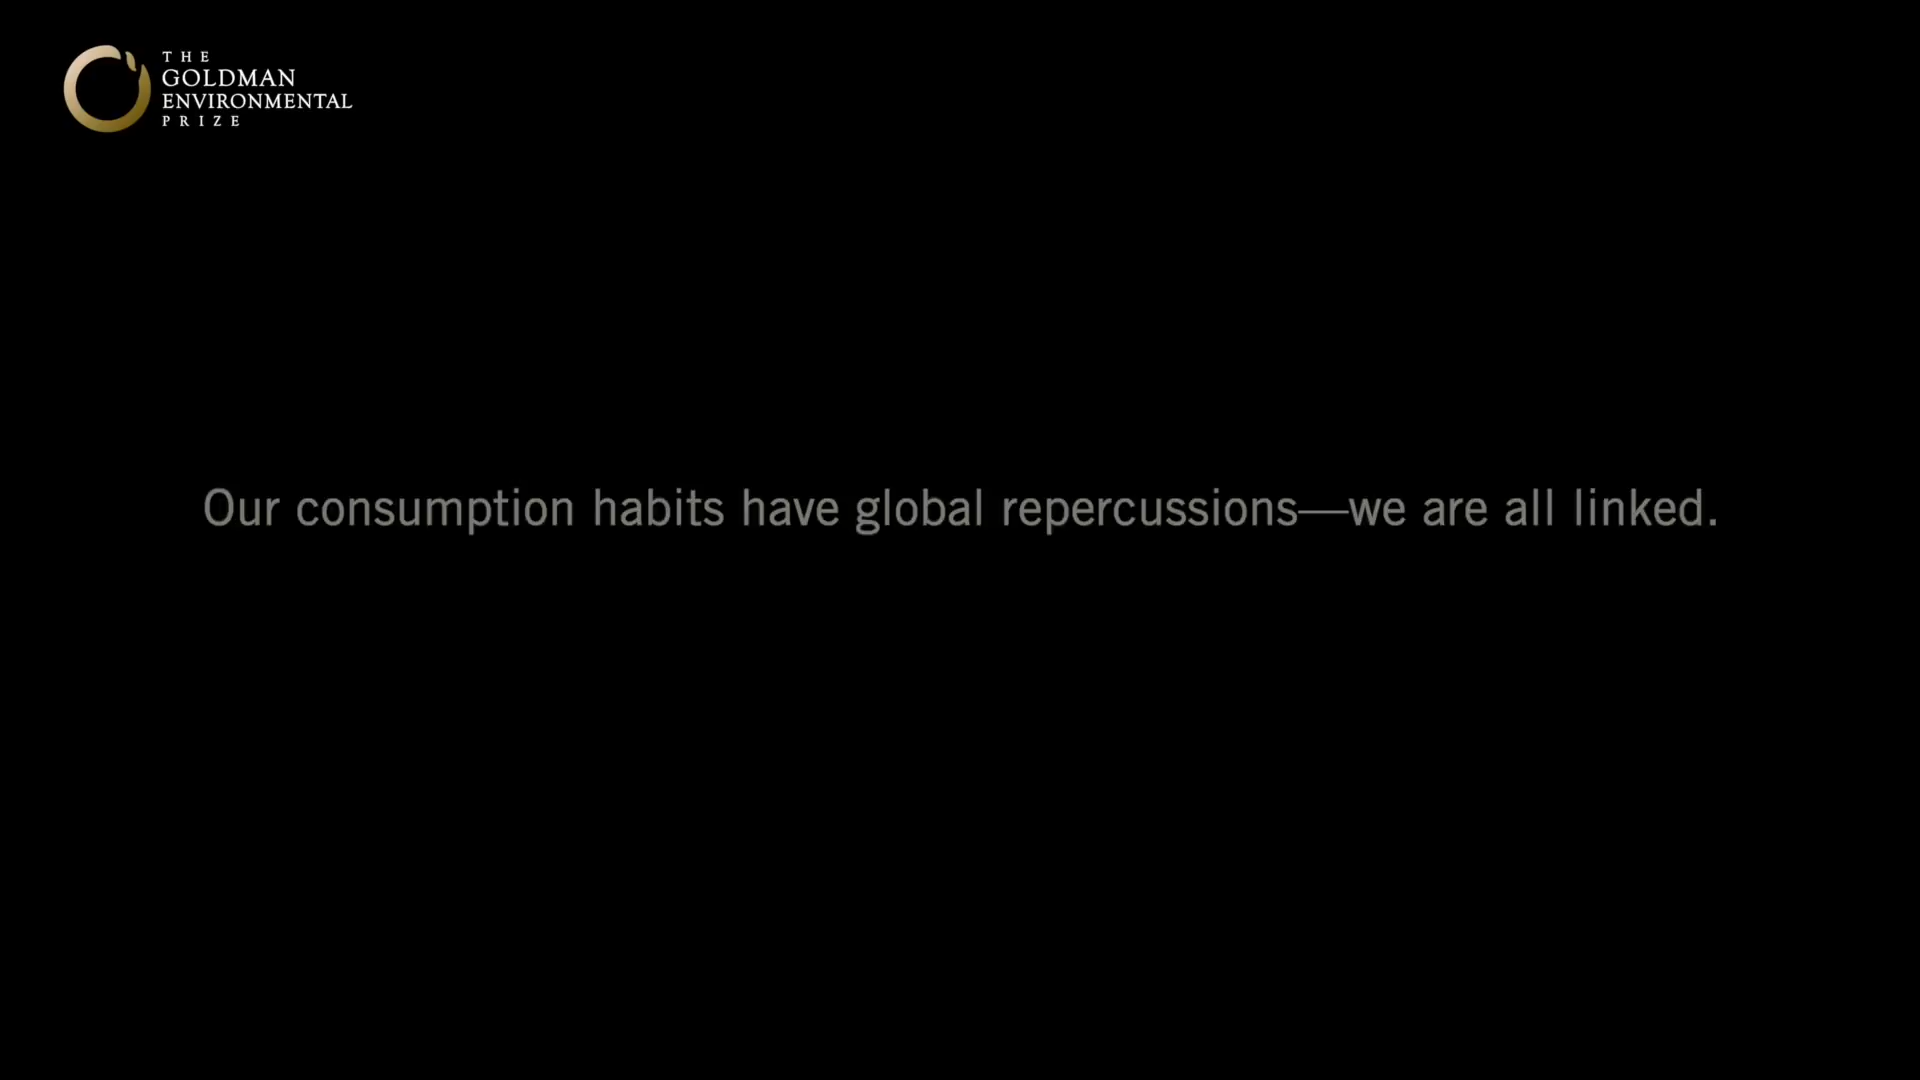 THE
GOLDMAN
ENVIRONMENTAL
PRIZE
Our consumption habits have global repercussions—we are all linked.